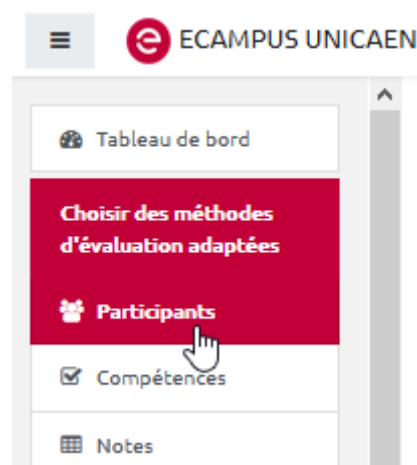 ECAMPUS UNICAEN
Tableau de bord
Choisir des méthodes
d'évaluation adaptées
Participants
Compétences
Notes